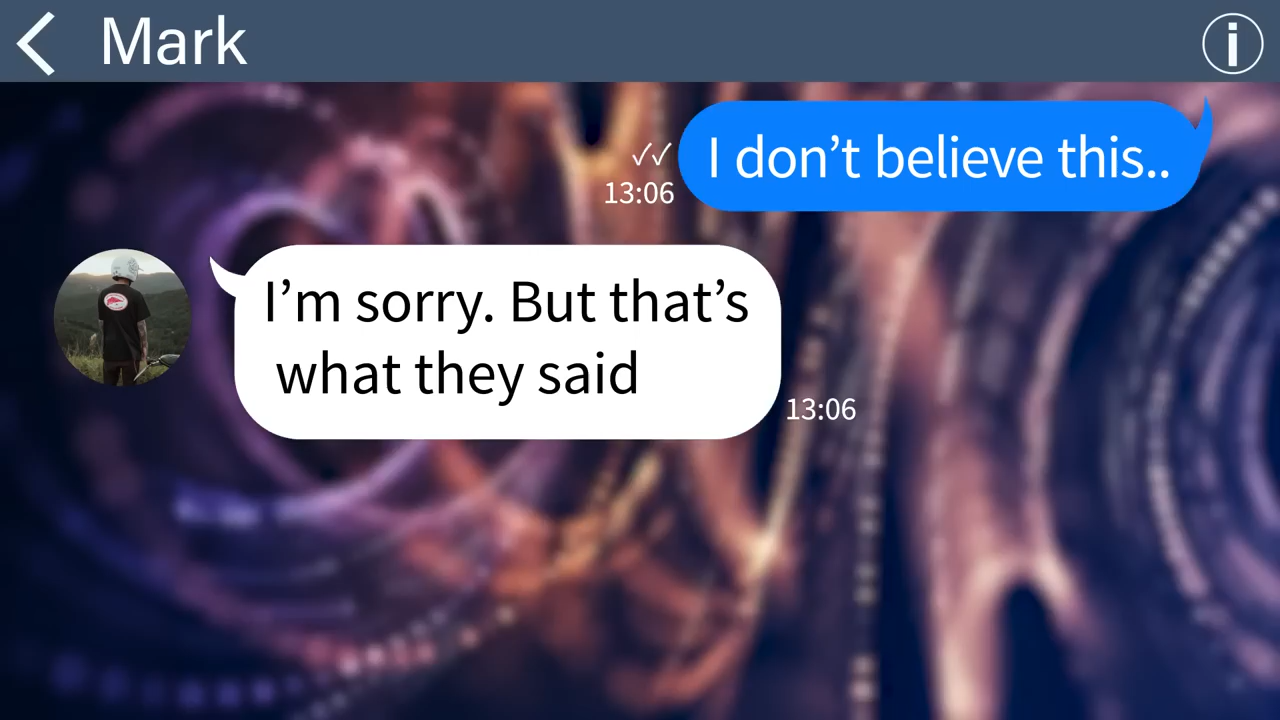 Mark
I don’t believe this..
✓✓
13:06
I’m sorry. But that’s
what they said
13:06